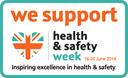 we support
health
& safety
week
16-20 June 2014
Inspiring excellence in health & safety